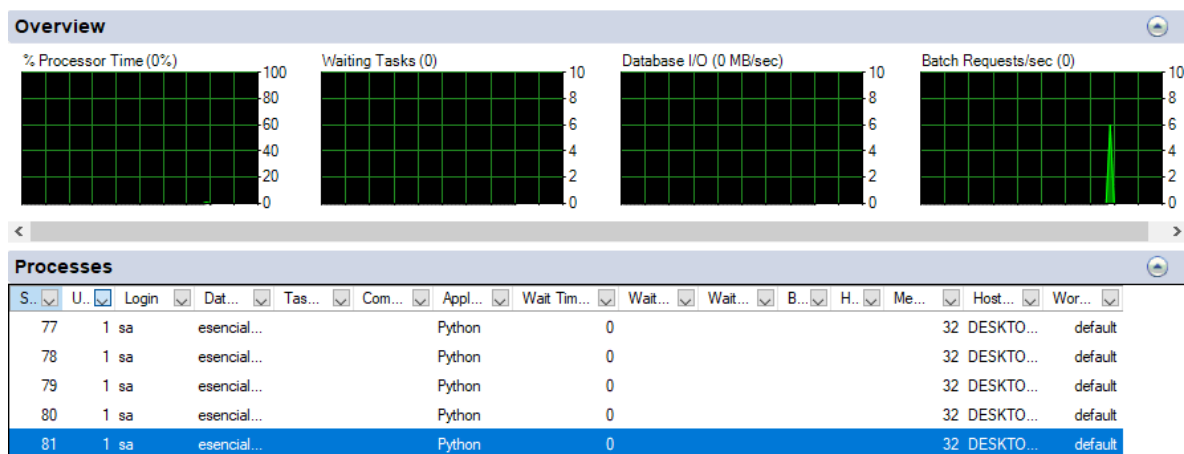 Overview
% Processor Time (0%) Waiting Tasks (0) Database I/O (0 MB/sec) Batch Requests/sec (0)
100 10 10 10
80 8 8 8
60 6 6 6
40 4 4 4
20 2 2 2
0 0 0 0
Processes
S.. U.. Login Dat... Tas... Com... Appl... Wait Tim... Wait... Wait... B... H.. Me... Host... Wor...
77 1 sa esencial... Python 0 32 DESKTO... default
78 1 sa esencial... Python 0 32 DESKTO... default
79 1 sa esencial... Python 0 32 DESKTO... default
80 1 sa esencial... Python 0 32 DESKTO... default
81 1 sa esencial... Python 0 32 DESKTO... default